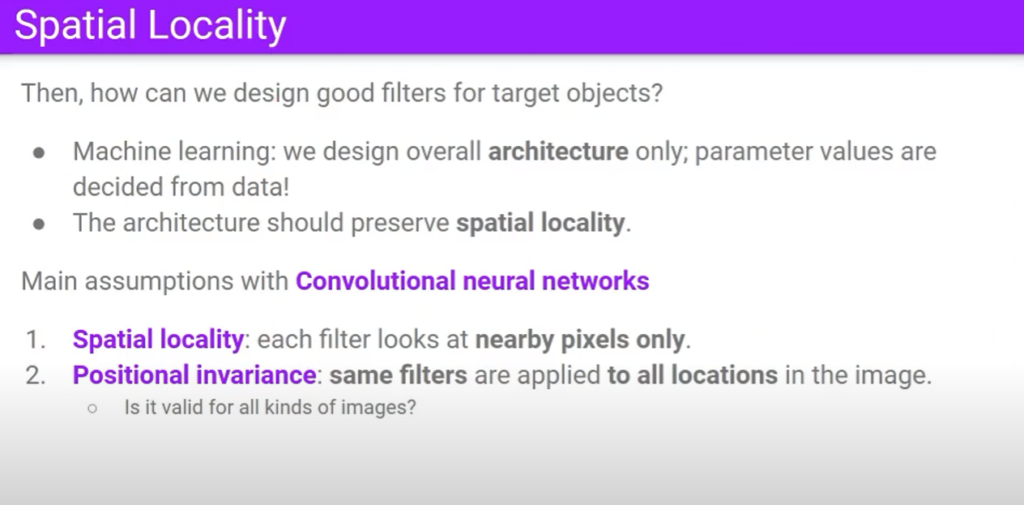 Spatial Locality
Then, how can we design good filters for target objects?
● Machine learning: we design overall architecture only; parameter values are
decided from data!
● The architecture should preserve spatial locality.
Main assumptions with Convolutional neural networks
1. Spatial locality: each filter looks at nearby pixels only.
2. Positional invariance: same filters are applied to all locations in the image.
○ Is it valid for all kinds of images?